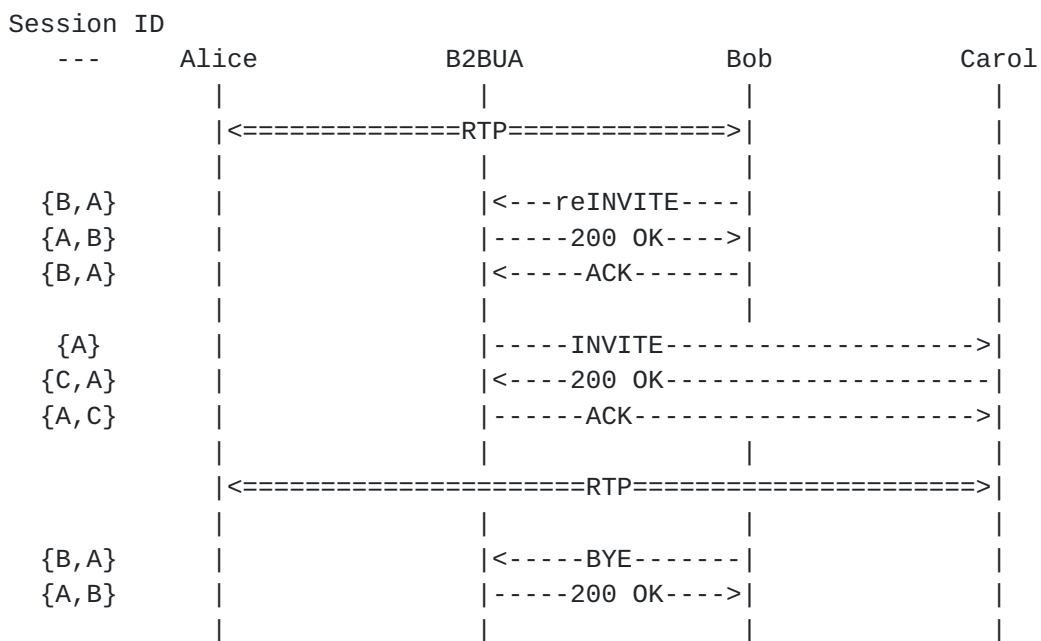 Session ID
--- Alice B2BUA Bob Carol
| | | |
|<==============RTP==============>| |
| | | |
{B,A} | |<---reINVITE----| |
{A,B} | |-----200 OK---->| |
{B,A} | |<-----ACK-------| |
| | | |
{A} | |-----INVITE-------------------->|
{C,A} | |<----200 OK---------------------|
{A,C} | |------ACK---------------------->|
| | | |
|<======================RTP======================>|
| | | |
{B,A} | |<-----BYE-------| |
{A,B} | |-----200 OK---->| |
| | | |